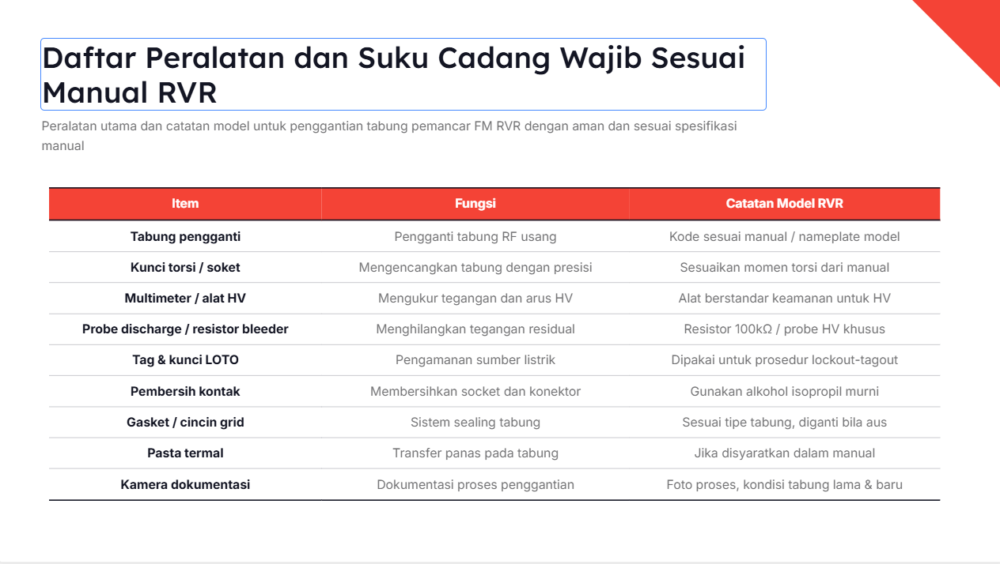 Daftar Peralatan dan Suku Cadang Wajib Sesuai
Manual RVR
Peralatan utama dan catatan model untuk penggantian tabung pemancar FM RVR dengan aman dan sesuai spesifikasi
manual
Item Fungsi Catatan Model RVR
Tabung pengganti Pengganti tabung RF usang Kode sesuai manual / nameplate model
Kunci torsi / soket Mengencangkan tabung dengan presisi Sesuaikan momen torsi dari manual
Multimeter / alat HV Mengukur tegangan dan arus HV Alat berstandar keamanan untuk HV
Probe discharge / resistor bleeder Menghilangkan tegangan residual Resistor 100kΩ / probe HV khusus
Tag & kunci LOTO Pengamanan sumber listrik Dipakai untuk prosedur lockout-tagout
Pembersih kontak Membersihkan socket dan konektor Gunakan alkohol isopropil murni
Gasket / cincin grid Sistem sealing tabung Sesuai tipe tabung, diganti bila aus
Pasta termal Transfer panas pada tabung Jika disyaratkan dalam manual
Kamera dokumentasi Dokumentasi proses penggantian Foto proses, kondisi tabung lama & baru